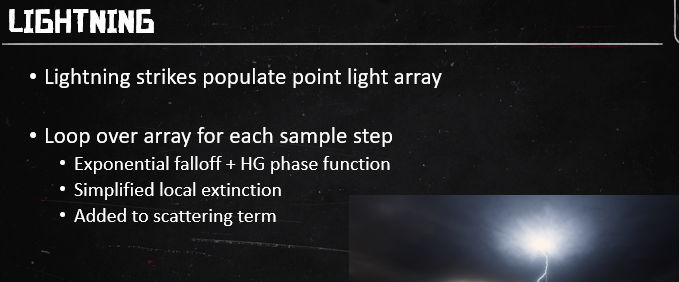 LIGHTNING
• Lightning strikes populate point light array
• Loop over array for each sample step
• Exponential falloff + HG phase function
• Simplified local extinction
• Added to scattering term